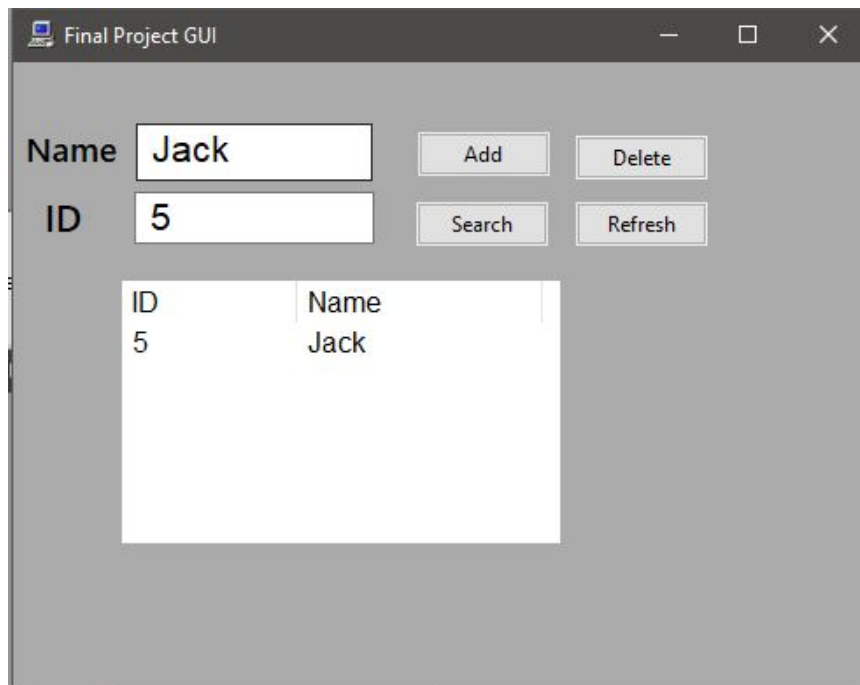 Final Project GUI
Name Jack Add Delete
ID 5 Search Refresh
ID Name
5 Jack